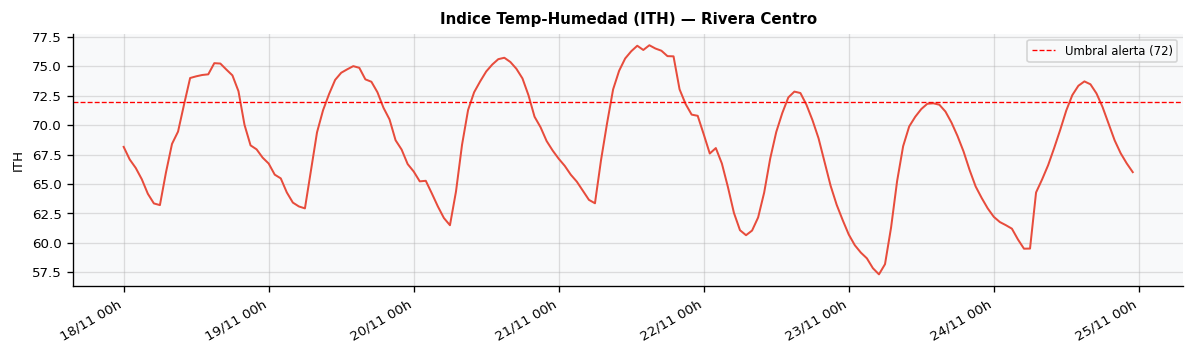 Indice Temp-Humedad (ITH) — Rivera Centro
Umbral alerta (72)
ITH
77.5
75.0
72.5
70.0
67.5
65.0
62.5
60.0
57.5
18/11 00h
19/11 00h
20/11 00h
21/11 00h
22/11 00h
23/11 00h
24/11 00h
25/11 00h